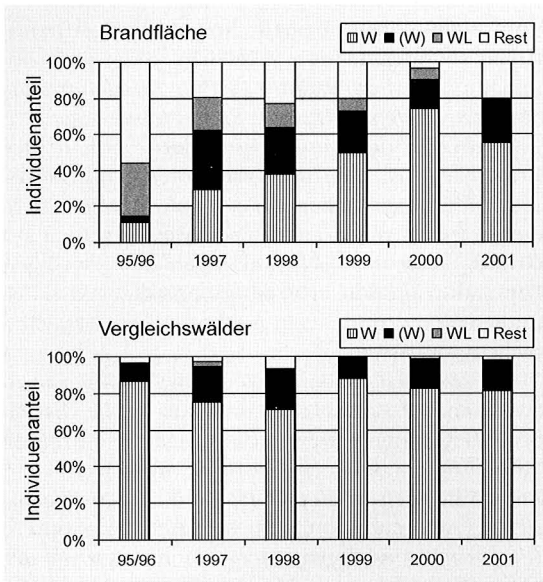 Brandfläche
W (W) WL Rest
Individuenanteil
100%
80%
60%
40%
20%
0%
95/96 1997 1998 1999 2000 2001
Vergleichswälder
W (W) WL Rest
Individuenanteil
100%
80%
60%
40%
20%
0%
95/96 1997 1998 1999 2000 2001